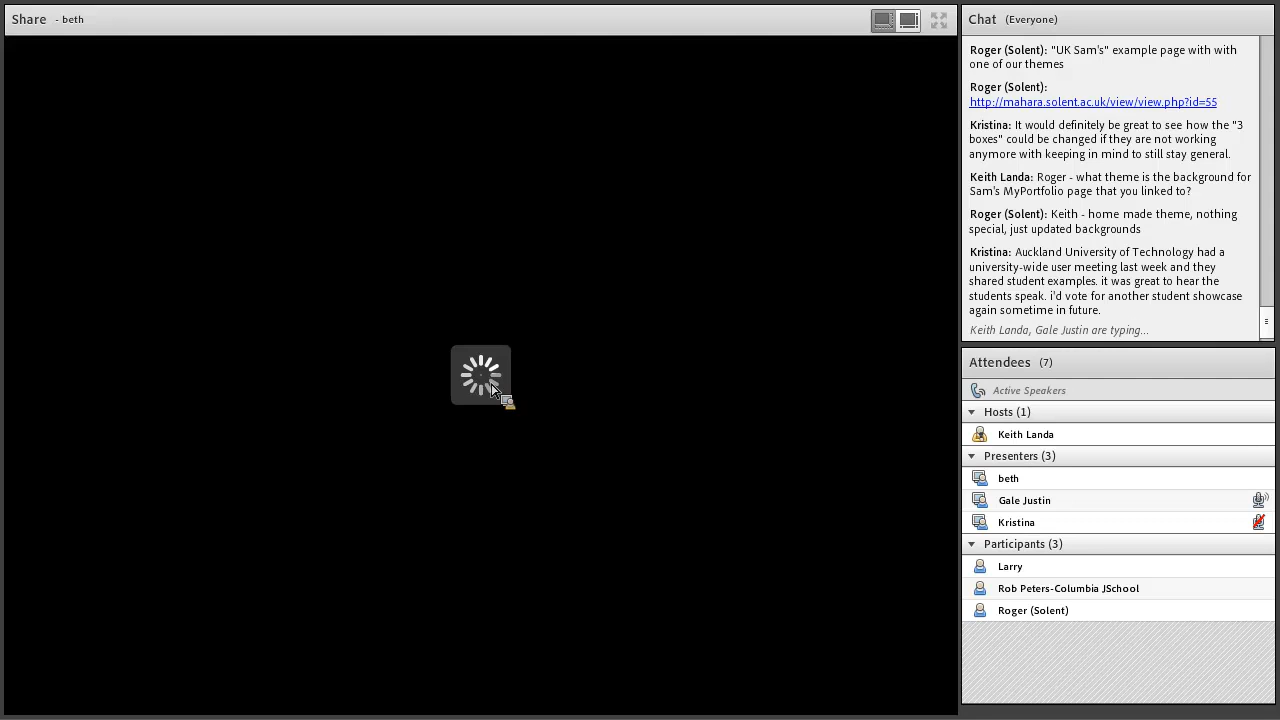 Share - beth
Chat (Everyone)
Roger (Solent): "UK Sam's" example page with with
one of our themes
Roger (Solent):
http://mahara.solent.ac.uk/view/view.php?id=55
Kristina: It would definitely be great to see how the "3
boxes" could be changed if they are not working
anymore with keeping in mind to still stay general.
Keith Landa: Roger - what theme is the background for
Sam's MyPortfolio page that you linked to?
Roger (Solent): Keith - home made theme, nothing
special, just updated backgrounds
Kristina: Auckland University of Technology had a
university-wide user meeting last week and they
shared student examples. it was great to hear the
students speak. i'd vote for another student showcase
again sometime in future.
Keith Landa, Gale Justin are typing...
Attendees (7)
Active Speakers
Hosts (1)
Keith Landa
Presenters (3)
beth
Gale Justin
Kristina
Participants (3)
Larry
Rob Peters-Columbia JSchool
Roger (Solent)